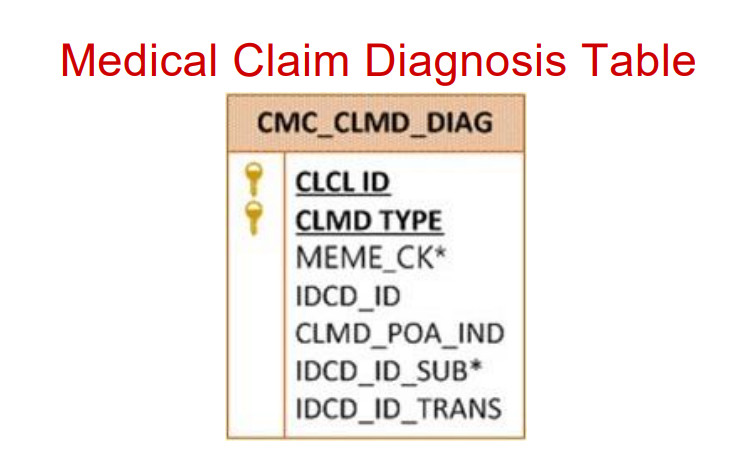 Medical Claim Diagnosis Table
CMC_CLMD_DIAG
CLCL ID
CLMD TYPE
MEME_CK*
IDCD_ID
CLMD_POA_IND
IDCD_ID_SUB*
IDCD_ID_TRANS